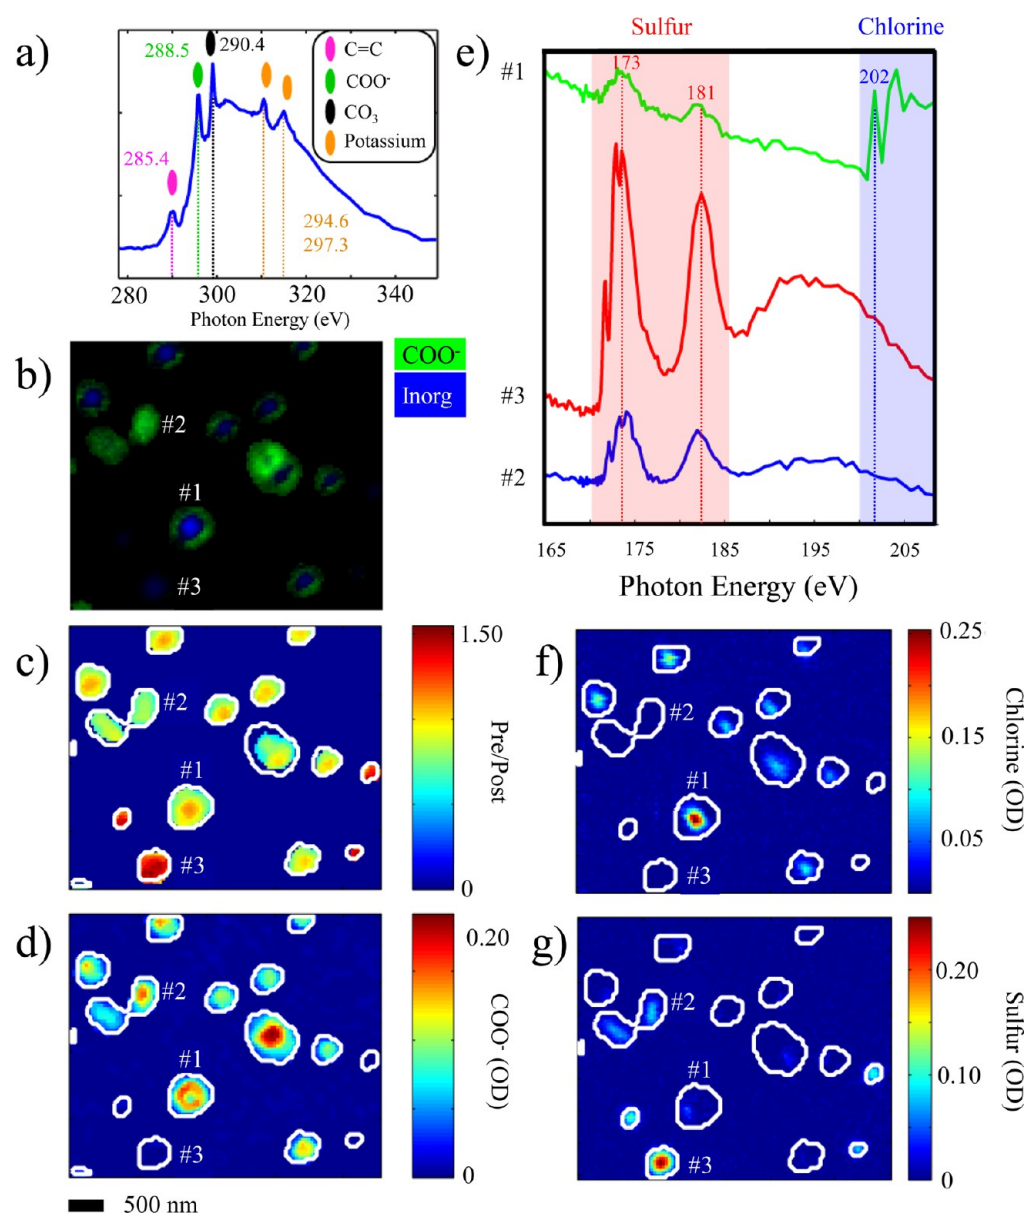 a)
288.5
290.4
C=C
COO⁻
CO₃
Potassium
285.4
294.6
297.3
280
300
320
340
Photon Energy (eV)
b)
COO⁻
Inorg
#2
#1
#3
c)
#2
#1
#3
1.50
0
Pre/Post
d)
#2
#1
#3
0.20
0
COO⁻ (OD)
500 nm
e)
Sulfur
Chlorine
#1
173
181
202
#3
#2
165
175
185
195
205
Photon Energy (eV)
f)
#2
#1
#3
0.25
0.15
0.05
Chlorine (OD)
g)
#2
#1
#3
0.20
0.10
0
Sulfur (OD)